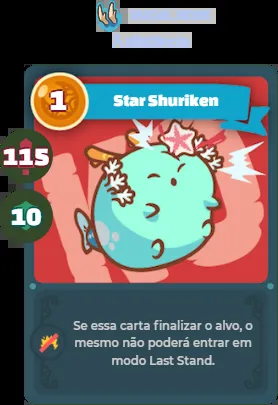 1
Star Shuriken
115
10
Se essa carta finalizar o alvo, o
mesmo não poderá entrar em
modo Last Stand.